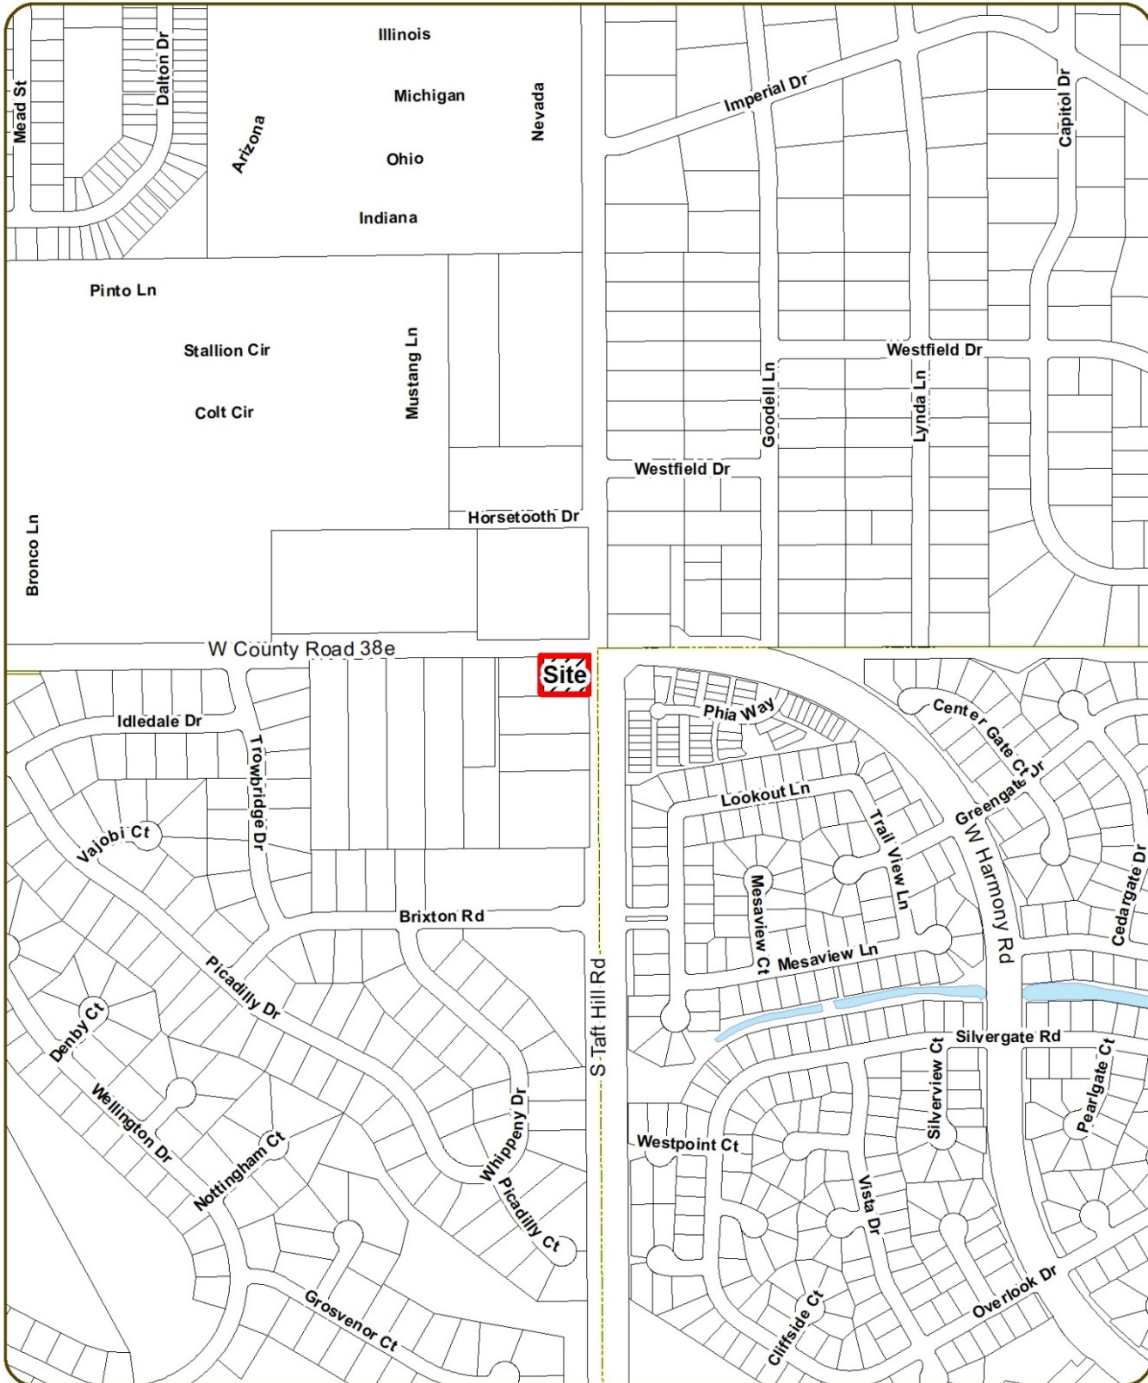 Illinois
Mead St
Dalton Dr
Michigan
Nevada
Imperial Dr
Capitol Dr
Arizona
Ohio
Indiana
Pinto Ln
Stallion Cir
Mustang Ln
Westfield Dr
Colt Cir
Goodell Ln
Lynda Ln
Westfield Dr
Horsetooth Dr
Bronco Ln
W County Road 38e
Site
Idledale Dr
Phia Way
Center Gate Ct
Trowbridge Dr
Lookout Ln
Greengate Dr
Vajobi Ct
Trail View Ln
W Harmony Rd
Cedargate Dr
Brixton Rd
Mesaview Ct
Mesaview Ln
Picadilly Dr
S Taft Hill Rd
Denby Ct
Silvergate Rd
Silverview Ct
Pearlgate Ct
Wellington Dr
Whippeny Dr
Westpoint Ct
Nottingham Ct
Picadilly Ct
Vista Dr
Overlook Dr
Grosvenor Ct
Cliffside Ct